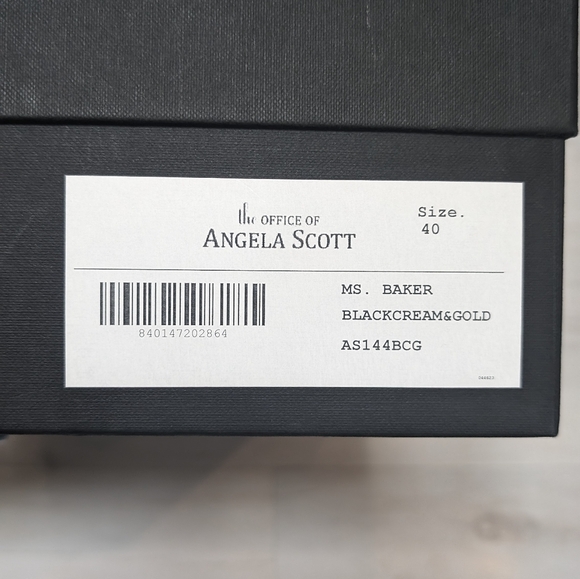 the OFFICE OF
ANGELA SCOTT
Size.
40
840147202864
MS. BAKER
BLACKCREAM&GOLD
AS144BCG